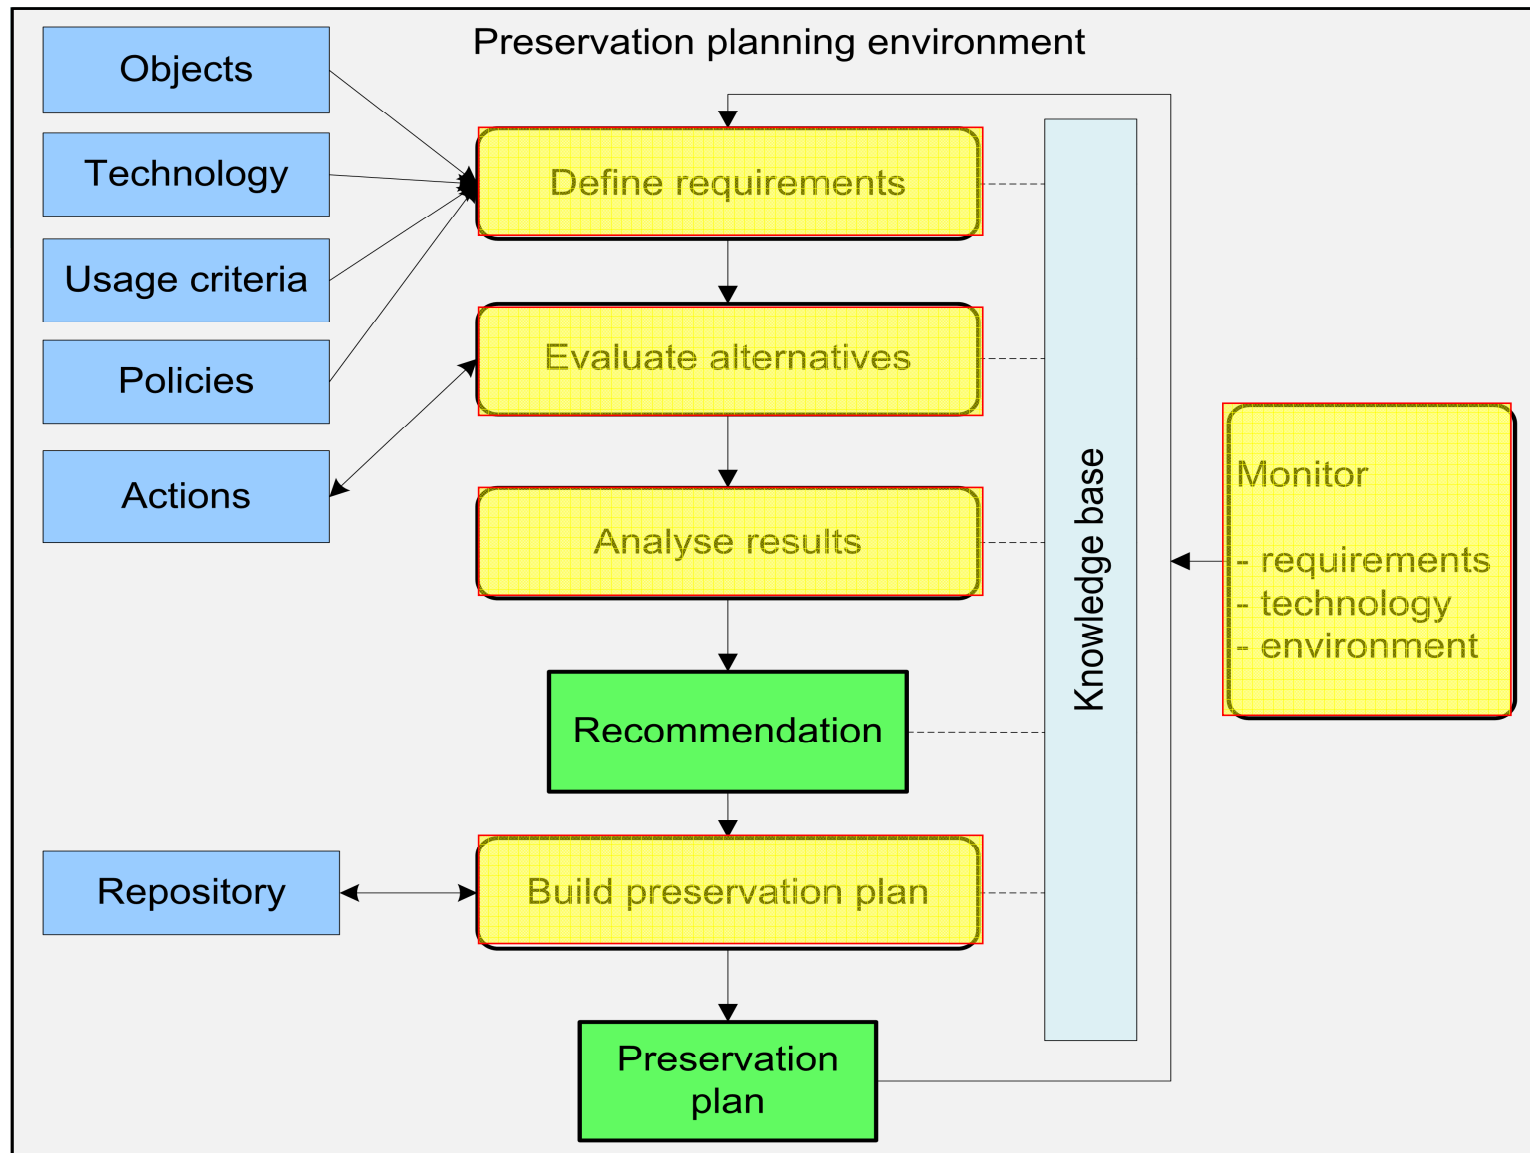 Preservation planning environment
Objects
Technology
Usage criteria
Policies
Actions
Repository
Define requirements
Evaluate alternatives
Analyse results
Recommendation
Build preservation plan
Preservation
plan
Knowledge base
Monitor
- requirements
- technology
- environment